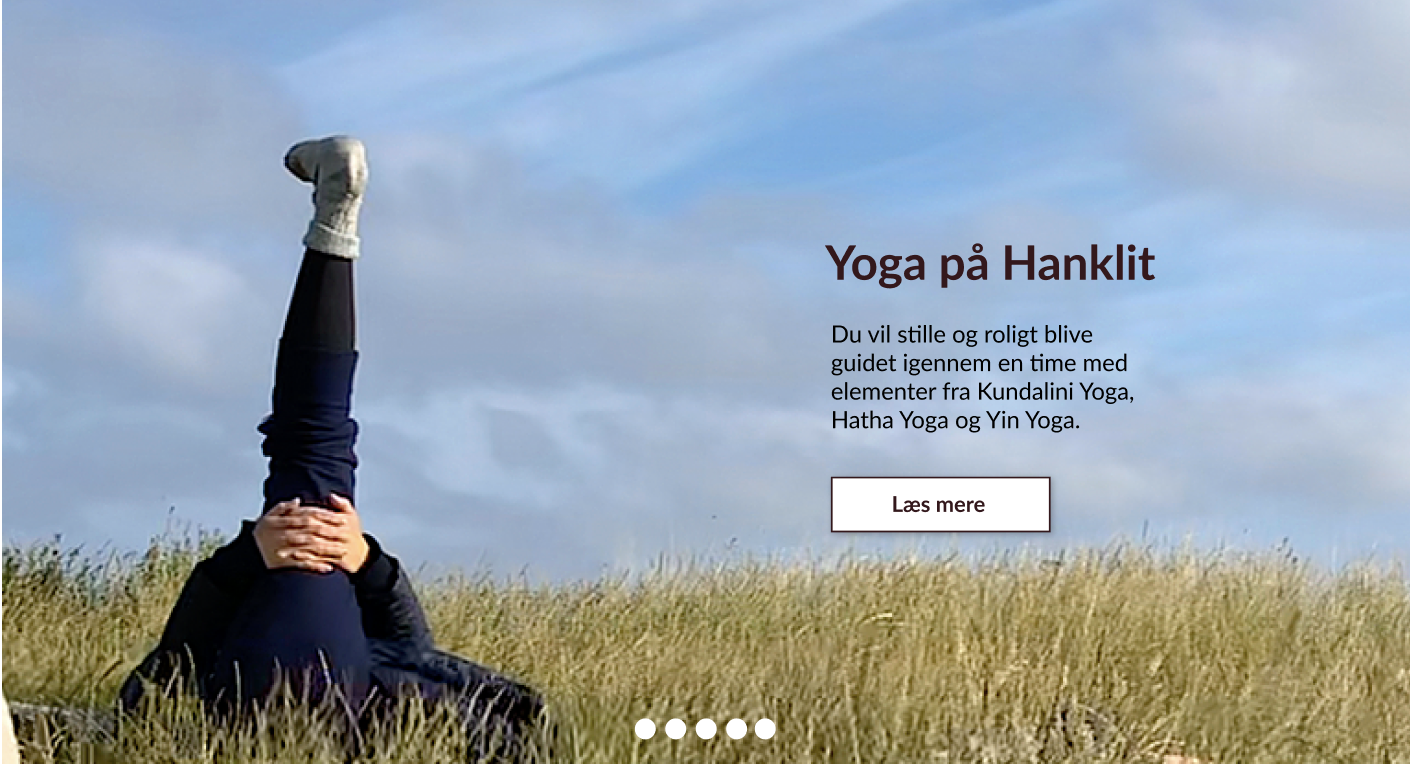 Yoga på Hanklit
Du vil stille og roligt blive
guidet igennem en time med
elementer fra Kundalini Yoga,
Hatha Yoga og Yin Yoga.
Læs mere